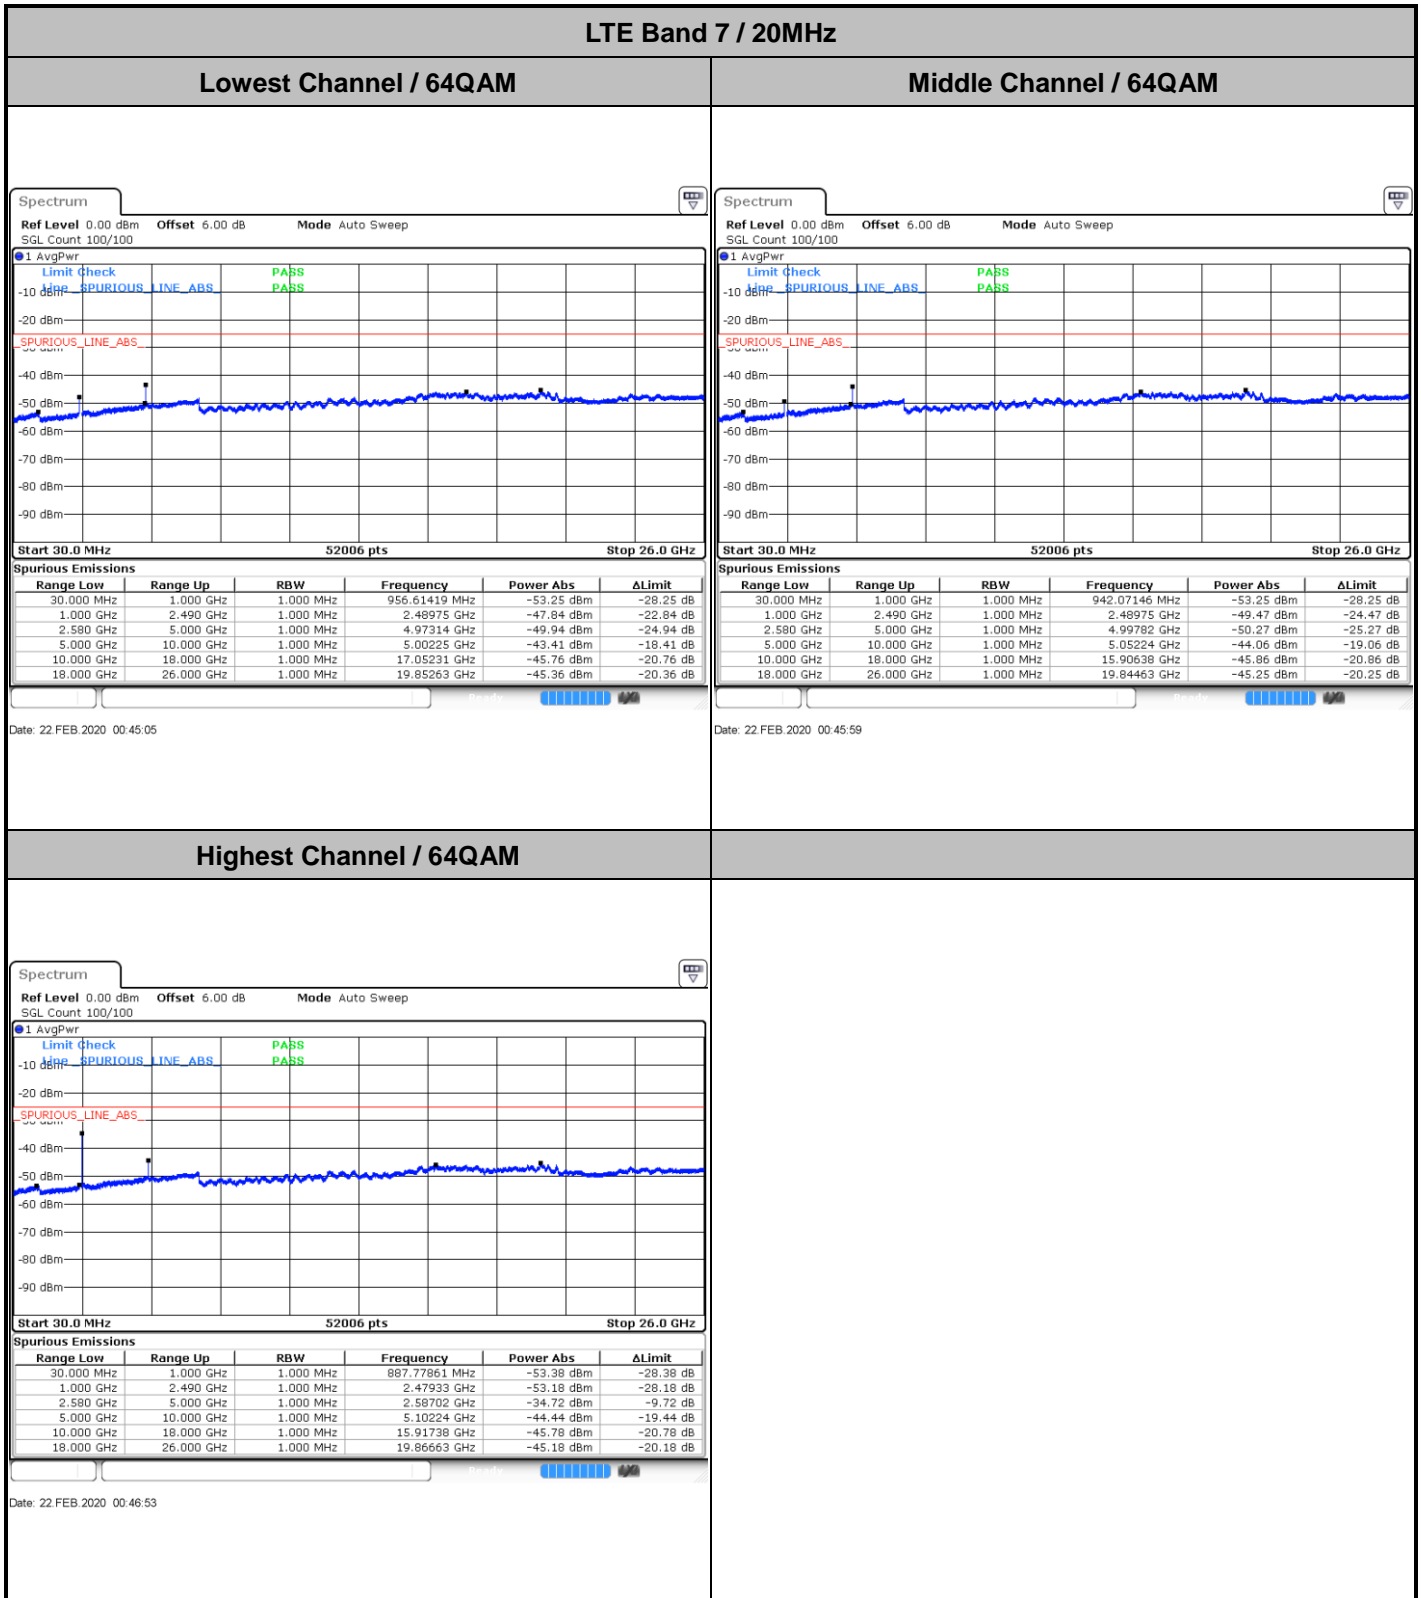 LTE Band 7 / 20MHz
Lowest Channel / 64QAM
Middle Channel / 64QAM
Spectrum
Ref Level 0.00 dBm Offset 6.00 dB Mode Auto Sweep
SGL Count 100/100
1 AvgPwr
Limit Check PASS
Line _SPURIOUS_LINE_ABS_ PASS
-10 dBm
-20 dBm
_SPURIOUS_LINE_ABS_
-40 dBm
-50 dBm
-60 dBm
-70 dBm
-80 dBm
-90 dBm
Start 30.0 MHz 52006 pts Stop 26.0 GHz
Spurious Emissions
Range Low Range Up RBW Frequency Power Abs ΔLimit
30.000 MHz 1.000 GHz 1.000 MHz 956.61419 MHz -53.25 dBm -28.25 dB
1.000 GHz 2.490 GHz 1.000 MHz 2.48975 GHz -47.84 dBm -22.84 dB
2.580 GHz 5.000 GHz 1.000 MHz 4.97314 GHz -49.94 dBm -24.94 dB
5.000 GHz 10.000 GHz 1.000 MHz 5.00225 GHz -43.41 dBm -18.41 dB
10.000 GHz 18.000 GHz 1.000 MHz 17.05231 GHz -45.76 dBm -20.76 dB
18.000 GHz 26.000 GHz 1.000 MHz 19.85263 GHz -45.36 dBm -20.36 dB
Date: 22.FEB.2020 00:45:05
Spectrum
Ref Level 0.00 dBm Offset 6.00 dB Mode Auto Sweep
SGL Count 100/100
1 AvgPwr
Limit Check PASS
Line _SPURIOUS_LINE_ABS_ PASS
-10 dBm
-20 dBm
_SPURIOUS_LINE_ABS_
-40 dBm
-50 dBm
-60 dBm
-70 dBm
-80 dBm
-90 dBm
Start 30.0 MHz 52006 pts Stop 26.0 GHz
Spurious Emissions
Range Low Range Up RBW Frequency Power Abs ΔLimit
30.000 MHz 1.000 GHz 1.000 MHz 942.07146 MHz -53.25 dBm -28.25 dB
1.000 GHz 2.490 GHz 1.000 MHz 2.48975 GHz -49.47 dBm -24.47 dB
2.580 GHz 5.000 GHz 1.000 MHz 4.99782 GHz -50.27 dBm -25.27 dB
5.000 GHz 10.000 GHz 1.000 MHz 5.05224 GHz -44.06 dBm -19.06 dB
10.000 GHz 18.000 GHz 1.000 MHz 15.90638 GHz -45.86 dBm -20.86 dB
18.000 GHz 26.000 GHz 1.000 MHz 19.84463 GHz -45.25 dBm -20.25 dB
Date: 22.FEB.2020 00:45:59
Highest Channel / 64QAM
Spectrum
Ref Level 0.00 dBm Offset 6.00 dB Mode Auto Sweep
SGL Count 100/100
1 AvgPwr
Limit Check PASS
Line _SPURIOUS_LINE_ABS_ PASS
-10 dBm
-20 dBm
_SPURIOUS_LINE_ABS_
-40 dBm
-50 dBm
-60 dBm
-70 dBm
-80 dBm
-90 dBm
Start 30.0 MHz 52006 pts Stop 26.0 GHz
Spurious Emissions
Range Low Range Up RBW Frequency Power Abs ΔLimit
30.000 MHz 1.000 GHz 1.000 MHz 887.77861 MHz -53.38 dBm -28.38 dB
1.000 GHz 2.490 GHz 1.000 MHz 2.47933 GHz -53.18 dBm -28.18 dB
2.580 GHz 5.000 GHz 1.000 MHz 2.58702 GHz -34.72 dBm -9.72 dB
5.000 GHz 10.000 GHz 1.000 MHz 5.10224 GHz -44.44 dBm -19.44 dB
10.000 GHz 18.000 GHz 1.000 MHz 15.91738 GHz -45.78 dBm -20.78 dB
18.000 GHz 26.000 GHz 1.000 MHz 19.86663 GHz -45.18 dBm -20.18 dB
Date: 22.FEB.2020 00:46:53